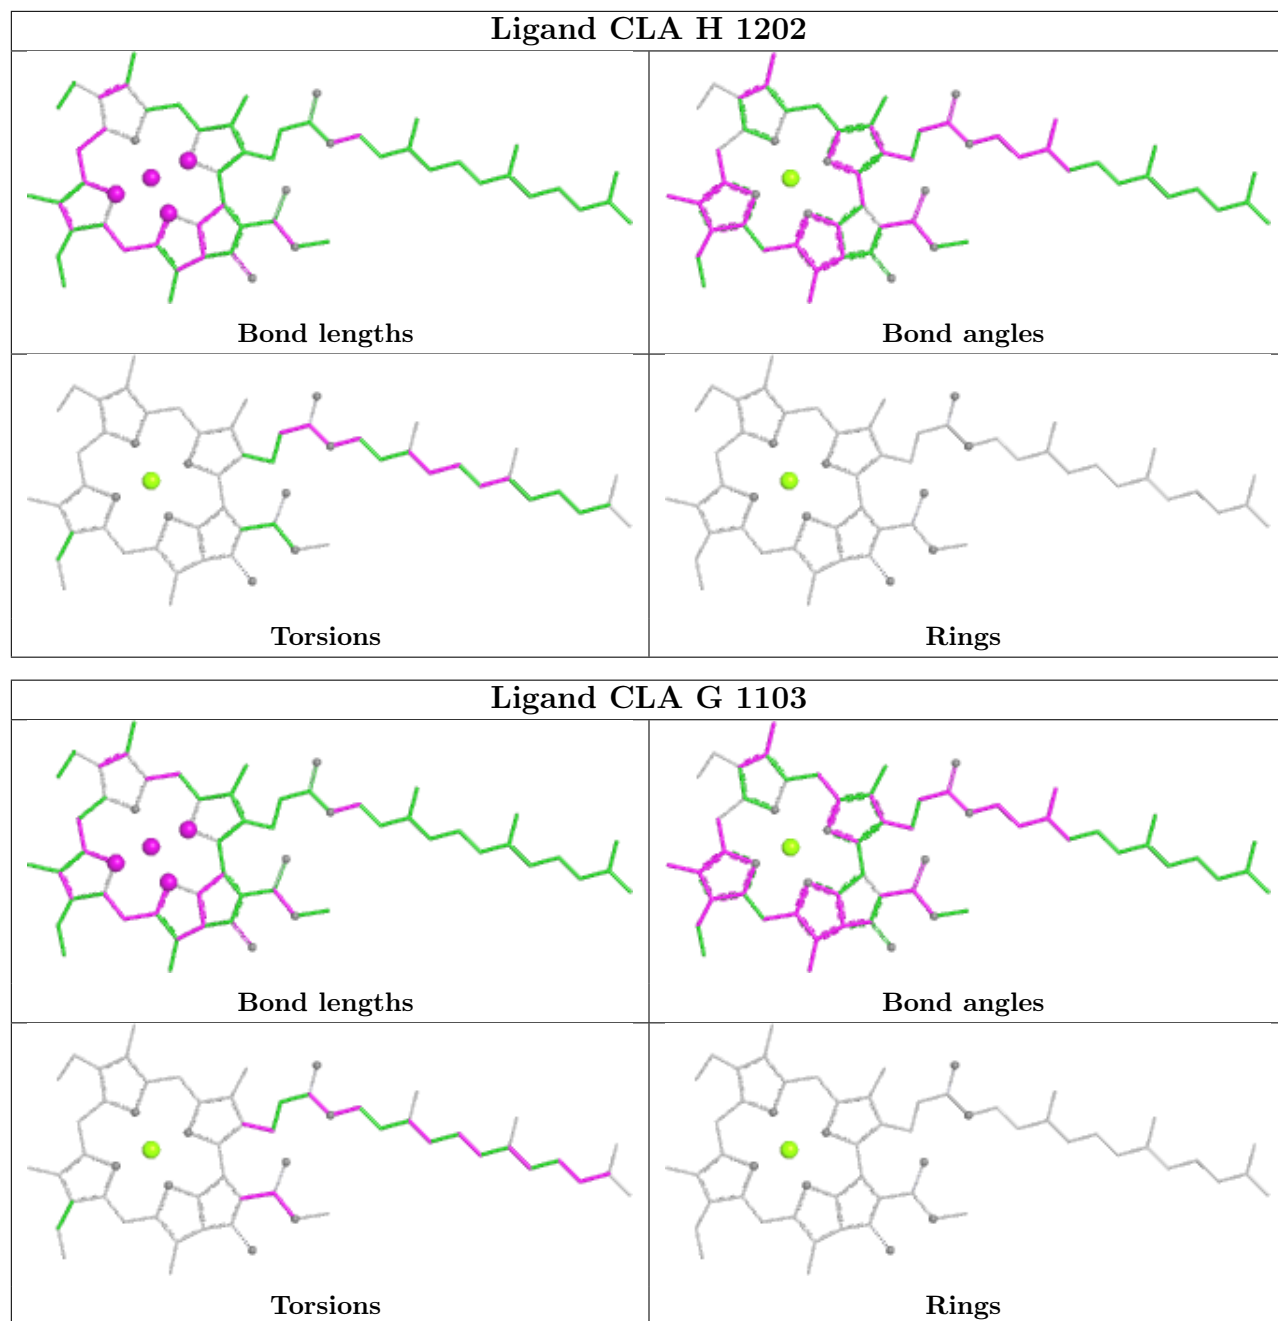 Ligand CLA H 1202
Bond lengths
Bond angles
Torsions
Rings
Ligand CLA G 1103
Bond lengths
Bond angles
Torsions
Rings